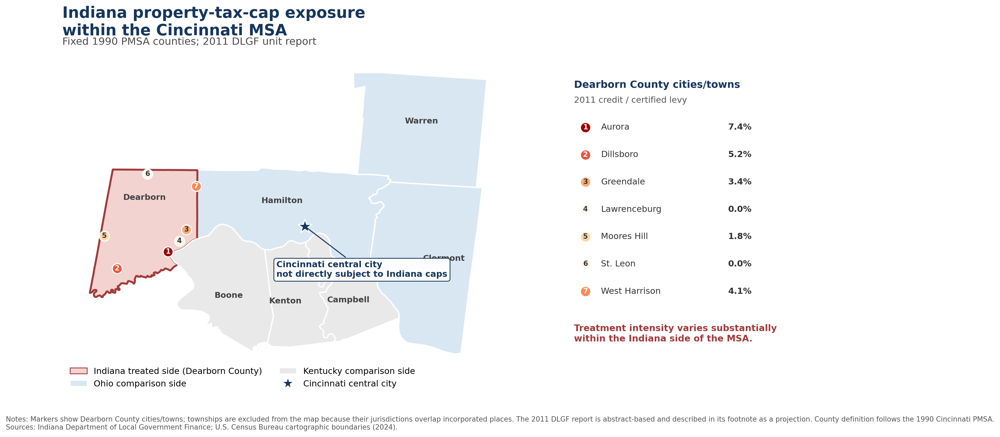 Indiana property-tax-cap exposure
within the Cincinnati MSA
Fixed 1990 PMSA counties; 2011 DLGF unit report
Warren
6
7
Dearborn
Hamilton
3
5
4
1
2
Clermont
Cincinnati central city
not directly subject to Indiana caps
Boone
Kenton
Campbell
Dearborn County cities/towns
2011 credit / certified levy
1 Aurora 7.4%
2 Dillsboro 5.2%
3 Greendale 3.4%
4 Lawrenceburg 0.0%
5 Moores Hill 1.8%
6 St. Leon 0.0%
7 West Harrison 4.1%
Treatment intensity varies substantially
within the Indiana side of the MSA.
Indiana treated side (Dearborn County)
Ohio comparison side
Kentucky comparison side
Cincinnati central city
Notes: Markers show Dearborn County cities/towns; townships are excluded from the map because their jurisdictions overlap incorporated places. The 2011 DLGF report is abstract-based and described in its footnote as a projection. County definition follows the 1990 Cincinnati PMSA.
Sources: Indiana Department of Local Government Finance; U.S. Census Bureau cartographic boundaries (2024).